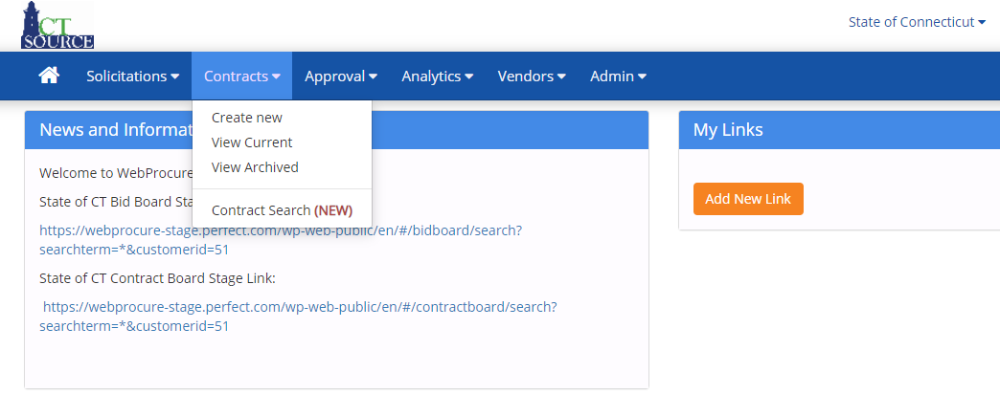 CT
SOURCE
State of Connecticut
Solicitations
Contracts
Approval
Analytics
Vendors
Admin
Create new
View Current
View Archived
Contract Search (NEW)
News and Informat
Welcome to WebProcure
State of CT Bid Board Sta
https://webprocure-stage.perfect.com/wp-web-public/en/#/bidboard/search?
searchterm=*&customerid=51
State of CT Contract Board Stage Link:
https://webprocure-stage.perfect.com/wp-web-public/en/#/contractboard/search?
searchterm=*&customerid=51
My Links
Add New Link